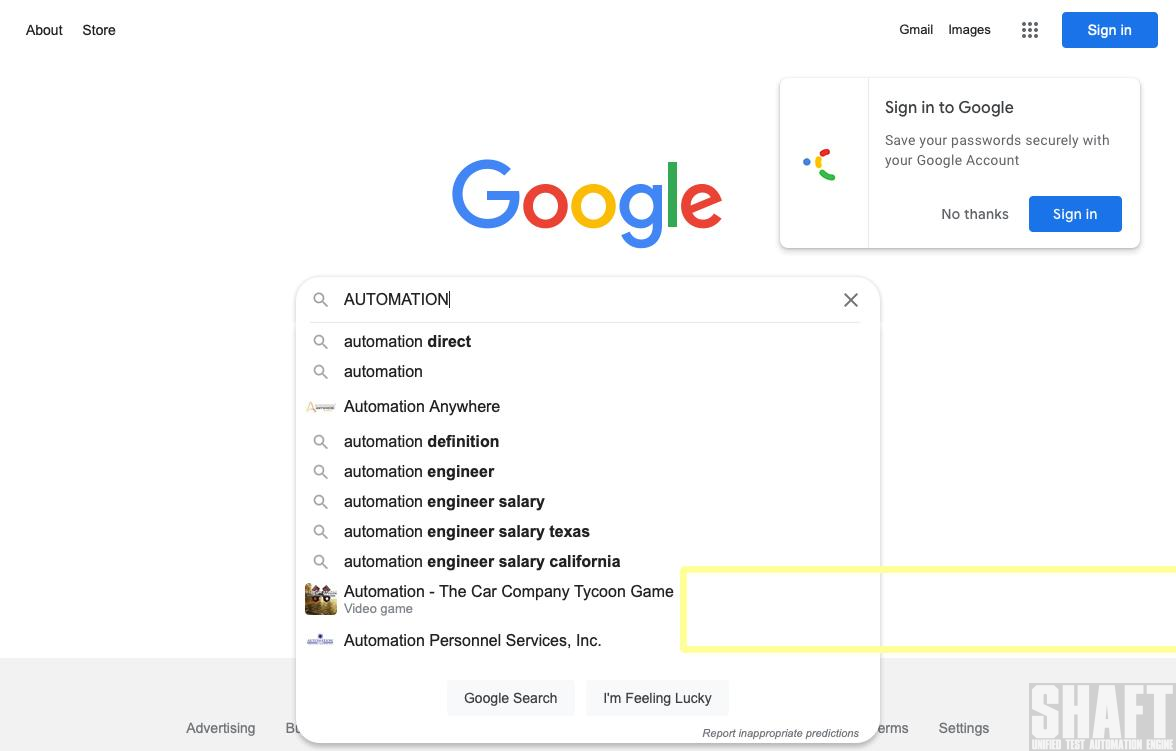 About Store
Gmail Images
Sign in
Sign in to Google
Save your passwords securely with
your Google Account
No thanks Sign in
Google
AUTOMATION
automation direct
automation
Automation Anywhere
automation definition
automation engineer
automation engineer salary
automation engineer salary texas
automation engineer salary california
Automation - The Car Company Tycoon Game
Video game
Automation Personnel Services, Inc.
Google Search I'm Feeling Lucky
Report inappropriate predictions
Advertising Bu erms Settings
SHAFT
UNIFIED TEST AUTOMATION ENGINE